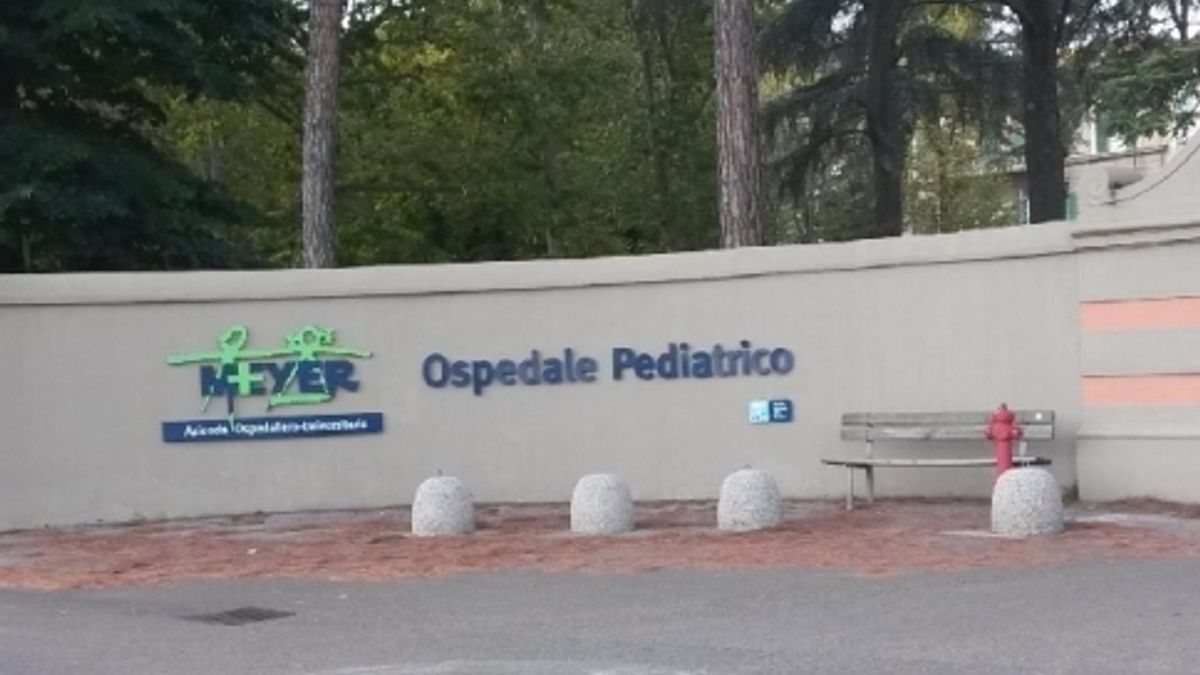 MEYER
Azienda Ospedaliero-Universitaria
Ospedale Pediatrico